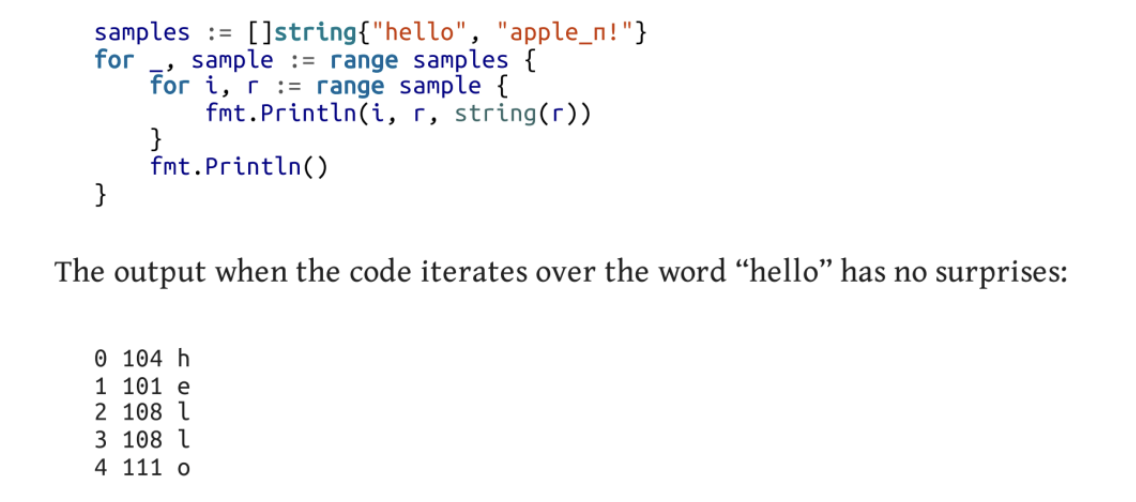 samples := []string{"hello", "apple_π!"}
for _, sample := range samples {
    for i, r := range sample {
        fmt.Println(i, r, string(r))
    }
    fmt.Println()
}
The output when the code iterates over the word “hello” has no surprises:
0 104 h
1 101 e
2 108 l
3 108 l
4 111 o